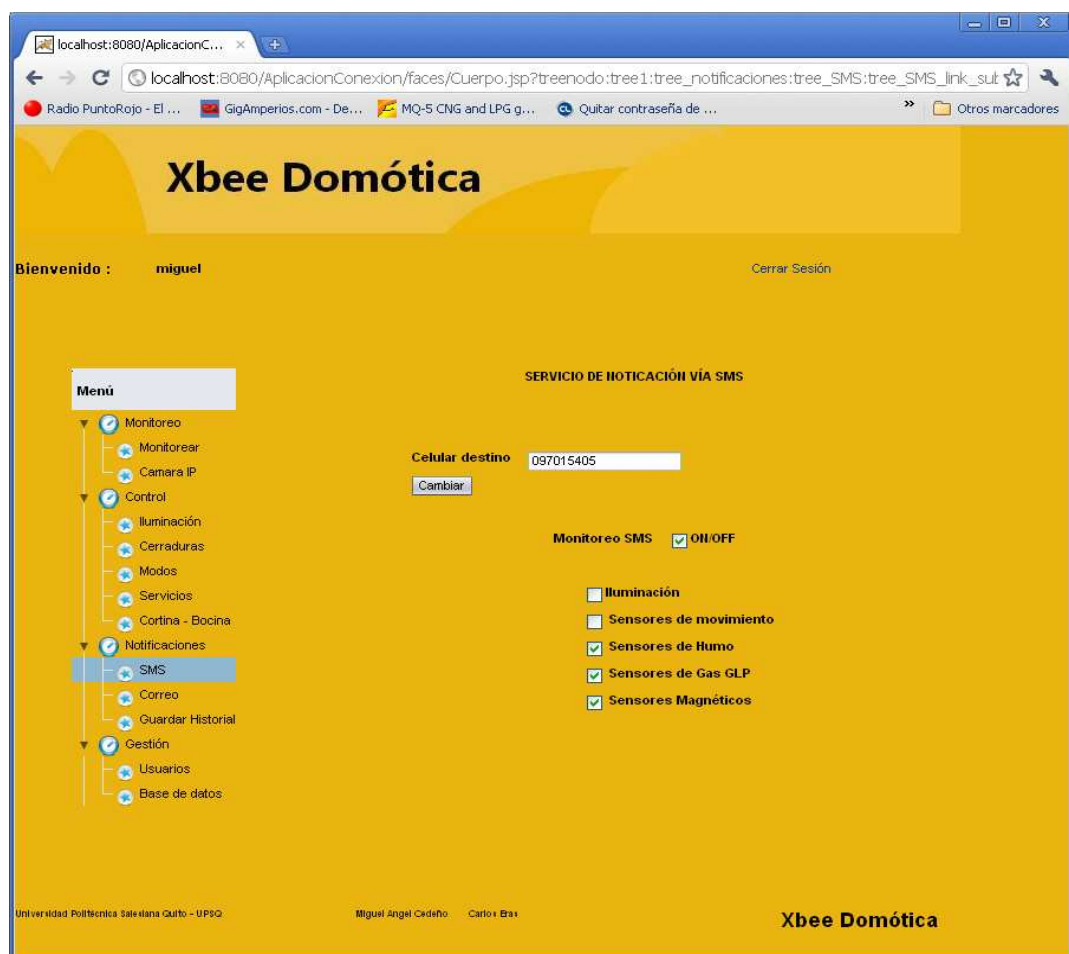 localhost:8080/AplicacionC...
localhost:8080/AplicacionConexion/faces/Cuerpo.jsp?treenodo:tree1:tree_notificaciones:tree_SMS:tree_SMS_link_sub
Radio PuntoRojo - El ... GigAmperios.com - De... MQ-5 CNG and LPG g... Quitar contraseña de ... » Otros marcadores
Xbee Domótica
Bienvenido : miguel Cerrar Sesión
SERVICIO DE NOTICACIÓN VÍA SMS
Menú
Monitoreo
Monitorear
Camara IP
Control
Iluminación
Cerraduras
Modos
Servicios
Cortina - Bocina
Notificaciones
SMS
Correo
Guardar Historial
Gestión
Usuarios
Base de datos
Celular destino 097015405
Cambiar
Monitoreo SMS ON/OFF
Iluminación
Sensores de movimiento
Sensores de Humo
Sensores de Gas GLP
Sensores Magnéticos
Universidad Politécnica Salesiana Quito - UPSQ Miguel Angel Cedeño Carlos Eras
Xbee Domótica